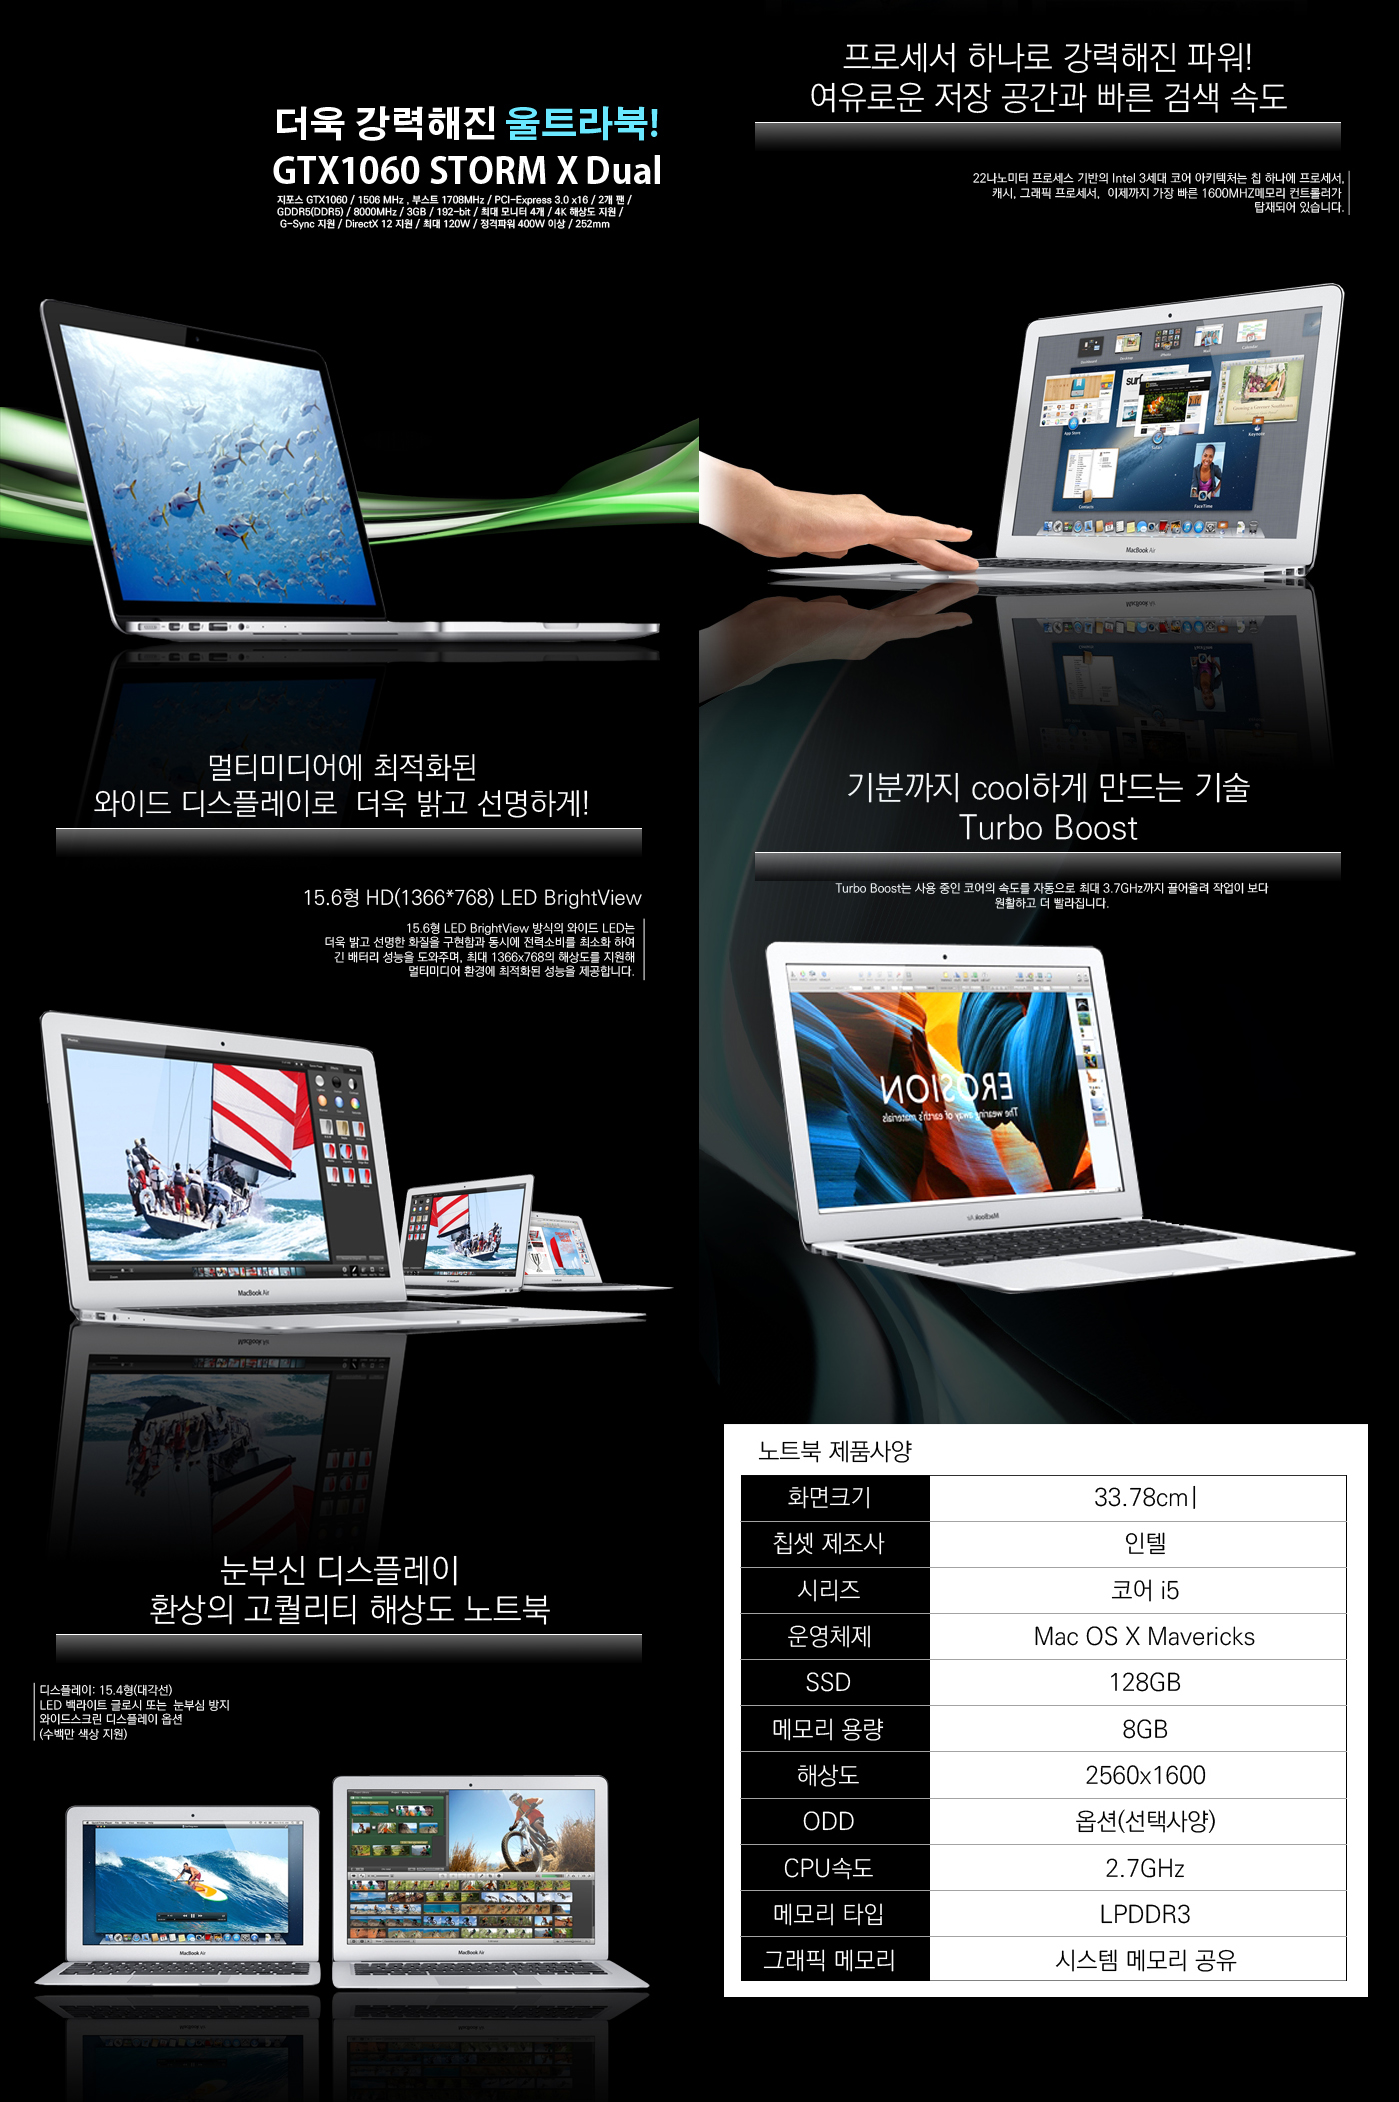 더욱 강력해진 울트라북!
GTX1060 STORM X Dual
지포스 GTX1060 / 1506 MHz , 부스트 1708MHz / PCI-Express 3.0 x16 / 2개 팬 /
GDDR5(DDR5) / 8000MHz / 3GB / 192-bit / 최대 모니터 4개 / 4K 해상도 지원 /
G-Sync 지원 / DirectX 12 지원 / 최대 120W / 정격파워 400W 이상 / 252mm
멀티미디어에 최적화된
와이드 디스플레이로 더욱 밝고 선명하게!
15.6형 HD(1366*768) LED BrightView
15.6형 LED BrightView 방식의 와이드 LED는
더욱 밝고 선명한 화질을 구현함과 동시에 전력소비를 최소화 하여
긴 배터리 성능을 도와주며, 최대 1366x768의 해상도를 지원해
멀티미디어 환경에 최적화된 성능을 제공합니다.
MacBook Air
눈부신 디스플레이
환상의 고퀄리티 해상도 노트북
디스플레이: 15.4형(대각선)
LED 백라이트 글로시 또는 눈부심 방지
와이드스크린 디스플레이 옵션
(수백만 색상 지원)
MacBook Air
MacBook Air
프로세서 하나로 강력해진 파워!
여유로운 저장 공간과 빠른 검색 속도
22나노미터 프로세스 기반의 Intel 3세대 코어 아키텍처는 칩 하나에 프로세서,
캐시, 그래픽 프로세서, 이제까지 가장 빠른 1600MHZ메모리 컨트롤러가
탑재되어 있습니다.
App Store
Safari
Keynote
Contacts
FaceTime
MacBook Air
기분까지 cool하게 만드는 기술
Turbo Boost
Turbo Boost는 사용 중인 코어의 속도를 자동으로 최대 3.7GHz까지 끌어올려 작업이 보다
원활하고 더 빨라집니다.
EROSION
The wearing away of earth's materials
MacBook Air
노트북 제품사양
화면크기 33.78cm|
칩셋 제조사 인텔
시리즈 코어 i5
운영체제 Mac OS X Mavericks
SSD 128GB
메모리 용량 8GB
해상도 2560x1600
ODD 옵션(선택사양)
CPU속도 2.7GHz
메모리 타입 LPDDR3
그래픽 메모리 시스템 메모리 공유